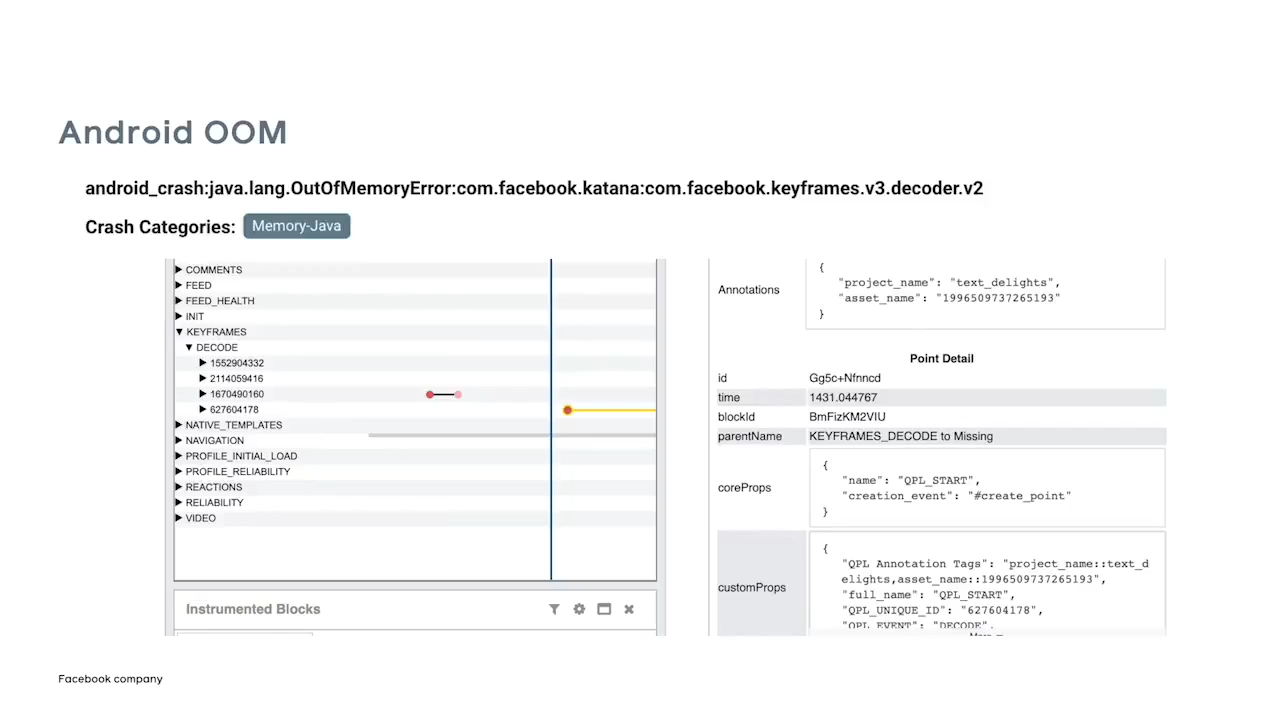 Android OOM
android_crash:java.lang.OutOfMemoryError:com.facebook.katana:com.facebook.keyframes.v3.decoder.v2
Crash Categories: Memory-Java
COMMENTS
FEED
FEED_HEALTH
INIT
KEYFRAMES
DECODE
1552904332
2114059416
1670490160
627604178
NATIVE_TEMPLATES
NAVIGATION
PROFILE_INITIAL_LOAD
PROFILE_RELIABILITY
REACTIONS
RELIABILITY
VIDEO
Instrumented Blocks
Annotations
{
"project_name": "text_delights",
"asset_name": "1996509737265193"
}
Point Detail
id Gg5c+Nfnncd
time 1431.044767
blockId BmFizKM2VIU
parentName KEYFRAMES_DECODE to Missing
coreProps
{
"name": "QPL_START",
"creation_event": "#create_point"
}
customProps
{
"QPL Annotation Tags": "project_name::text_d
elights,asset_name::1996509737265193",
"full_name": "QPL_START",
"QPL_UNIQUE_ID": "627604178",
"QPL_EVENT": "DECODE",
Facebook company